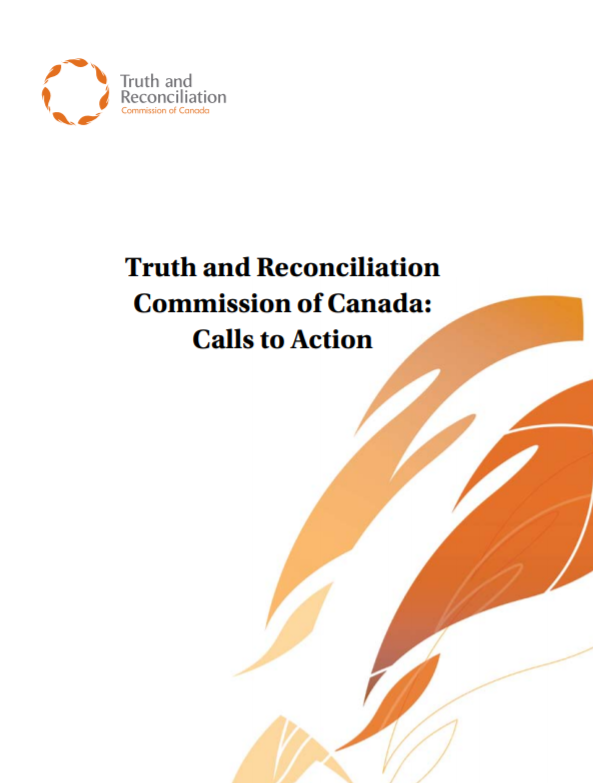 Truth and
Reconciliation
Commission of Canada
Truth and Reconciliation
Commission of Canada:
Calls to Action